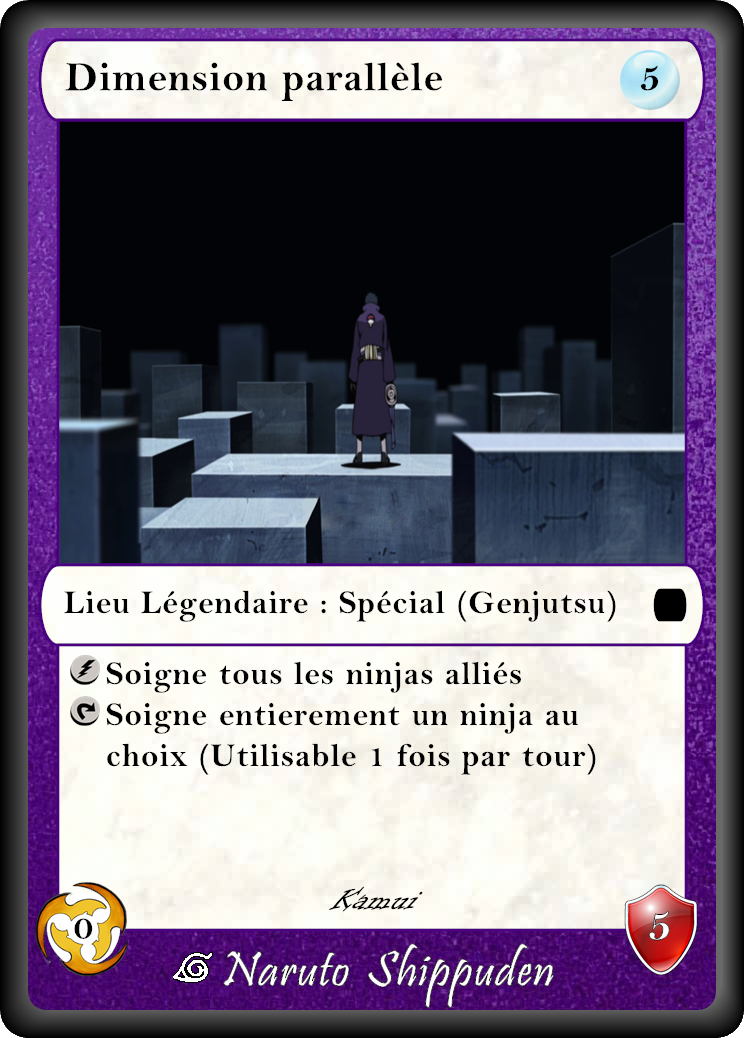 Dimension parallèle
5
Lieu Légendaire : Spécial (Genjutsu)
Soigne tous les ninjas alliés
Soigne entierement un ninja au
choix (Utilisable 1 fois par tour)
Kamui
0
5
Naruto Shippuden